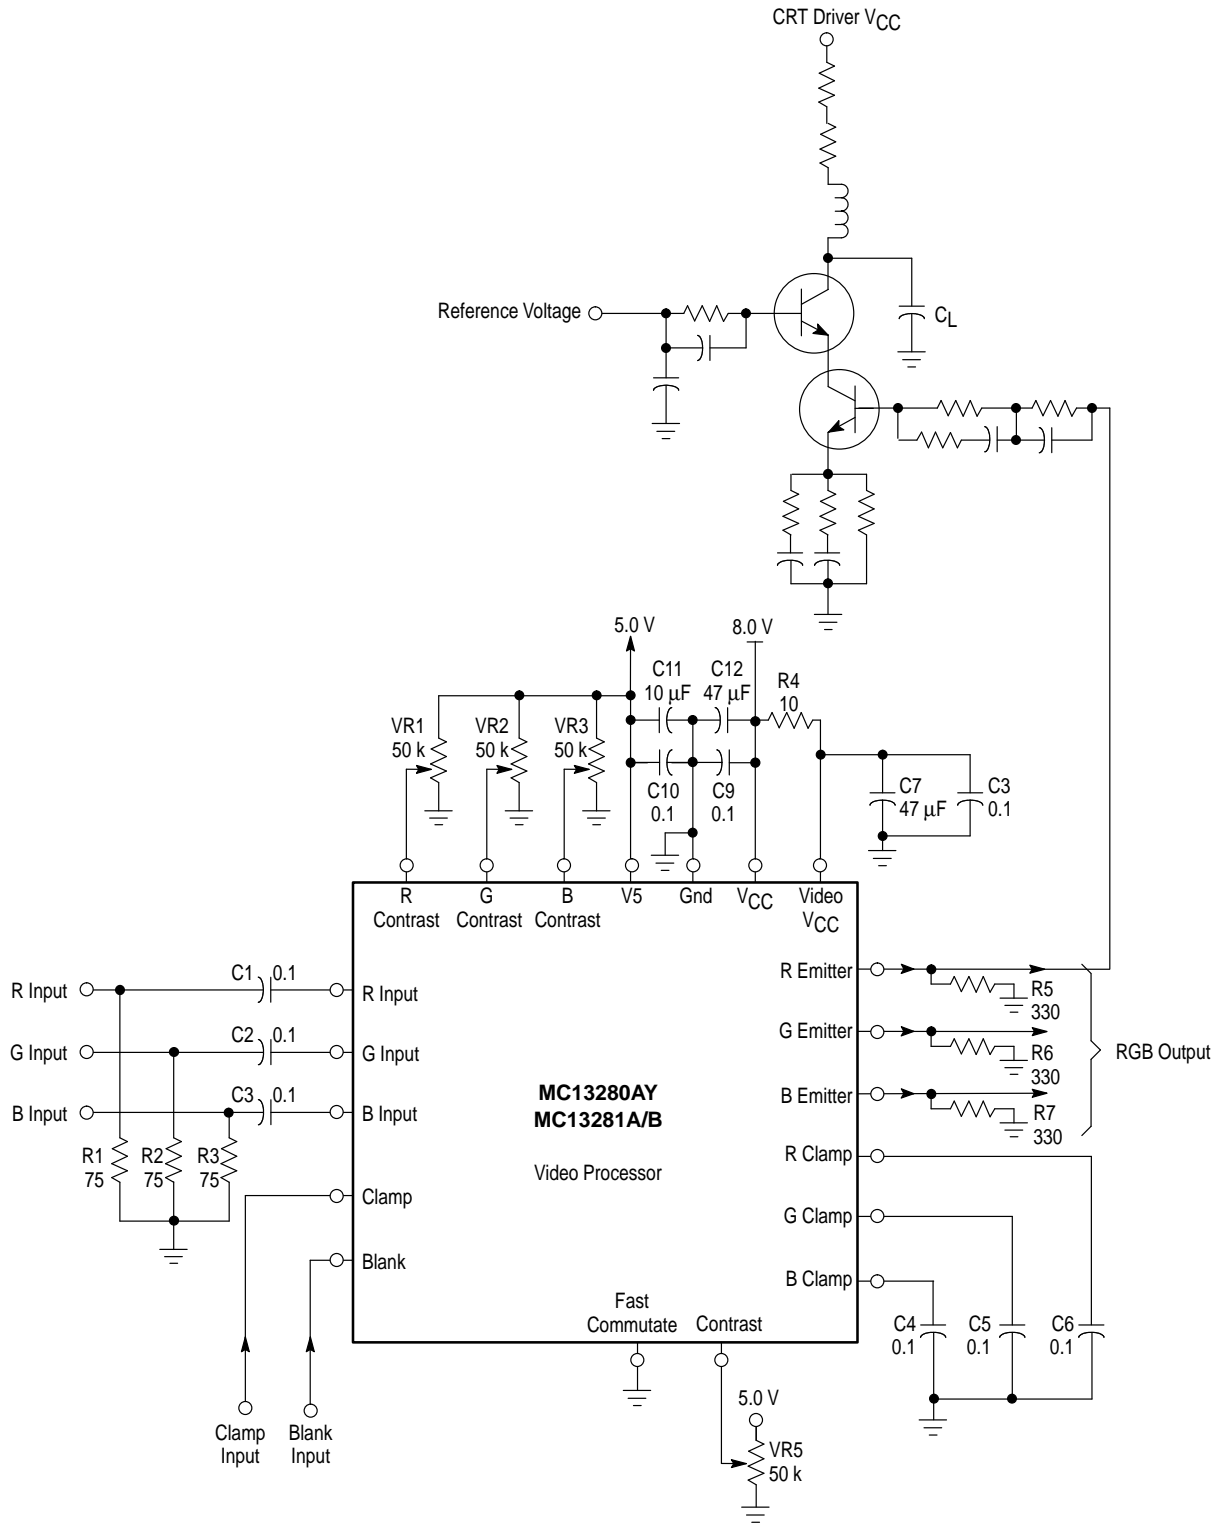 CRT Driver VCC
Reference Voltage
CL
5.0 V
8.0 V
C11
10 μF
C12
47 μF
R4
10
VR1
50 k
VR2
50 k
VR3
50 k
C10
0.1
C9
0.1
C7
47 μF
C3
0.1
R
Contrast
G
Contrast
B
Contrast
V5
Gnd
VCC
Video
VCC
R Input
C1
0.1
R Input
G Input
C2
0.1
G Input
B Input
C3
0.1
B Input
R1
75
R2
75
R3
75
Clamp
Blank
Clamp
Input
Blank
Input
MC13280AY
MC13281A/B
Video Processor
R Emitter
R5
330
G Emitter
R6
330
B Emitter
R7
330
RGB Output
R Clamp
G Clamp
B Clamp
C4
0.1
C5
0.1
C6
0.1
Fast
Commutate
Contrast
5.0 V
VR5
50 k